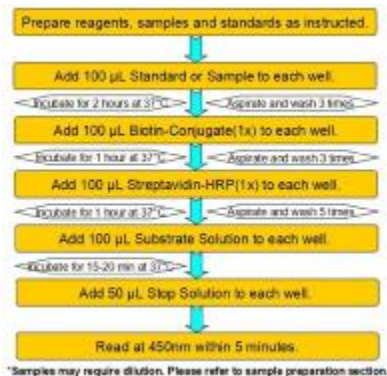 Prepare reagents, samples and standards as instructed.
Add 100 µL Standard or Sample to each well.
Incubate for 2 hours at 37°C Aspirate and wash 3 times
Add 100 µL Biotin-Conjugate(1x) to each well.
Incubate for 1 hour at 37°C Aspirate and wash 3 times
Add 100 µL Streptavidin-HRP(1x) to each well.
Incubate for 1 hour at 37°C Aspirate and wash 5 times
Add 100 µL Substrate Solution to each well.
Incubate for 15-20 min at 37°C
Add 50 µL Stop Solution to each well.
Read at 450nm within 5 minutes.
*Samples may require dilution. Please refer to sample preparation section